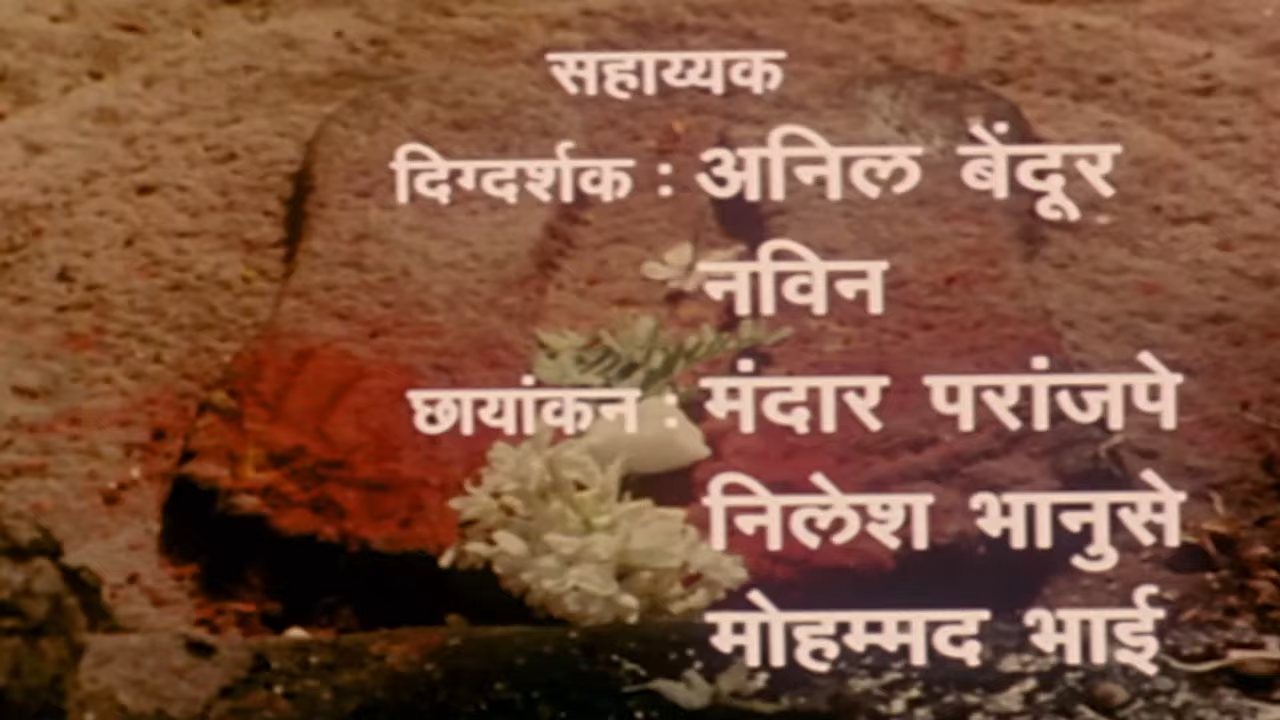 सहाय्यक
दिग्दर्शक : अनिल बेंदूर
नविन
छायांकन : मंदार परांजपे
निलेश भानुसे
मोहम्मद भाई